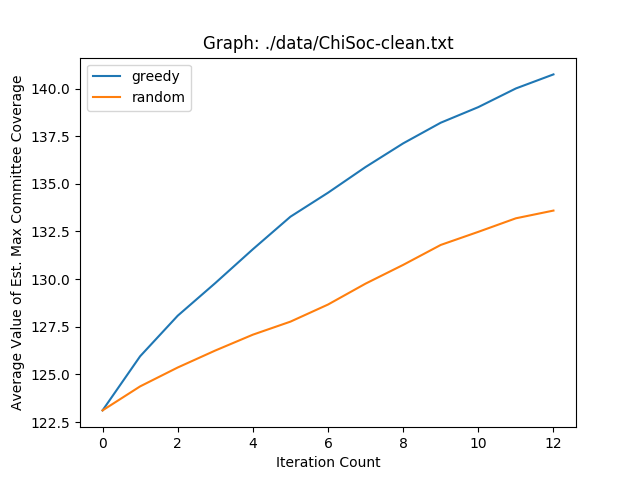 Graph: ./data/ChiSoc-clean.txt
greedy
random
Average Value of Est. Max Committee Coverage
140.0
137.5
135.0
132.5
130.0
127.5
125.0
122.5
0 2 4 6 8 10 12
Iteration Count